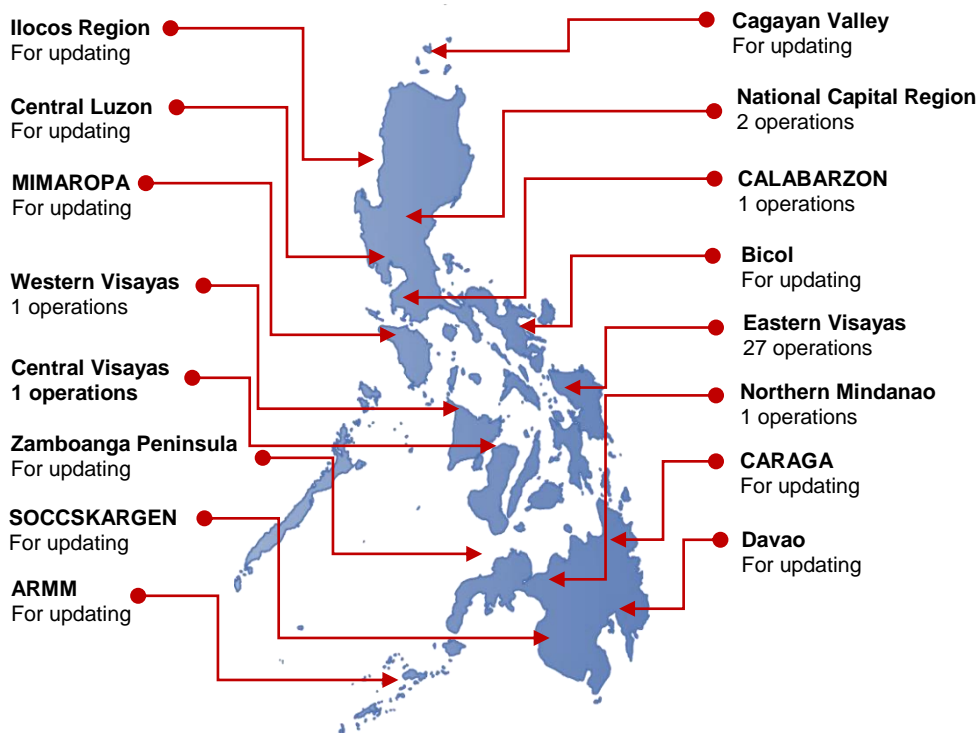 Ilocos Region
For updating
Central Luzon
For updating
MIMAROPA
For updating
Western Visayas
1 operations
Central Visayas
1 operations
Zamboanga Peninsula
For updating
SOCCSKARGEN
For updating
ARMM
For updating
Cagayan Valley
For updating
National Capital Region
2 operations
CALABARZON
1 operations
Bicol
For updating
Eastern Visayas
27 operations
Northern Mindanao
1 operations
CARAGA
For updating
Davao
For updating